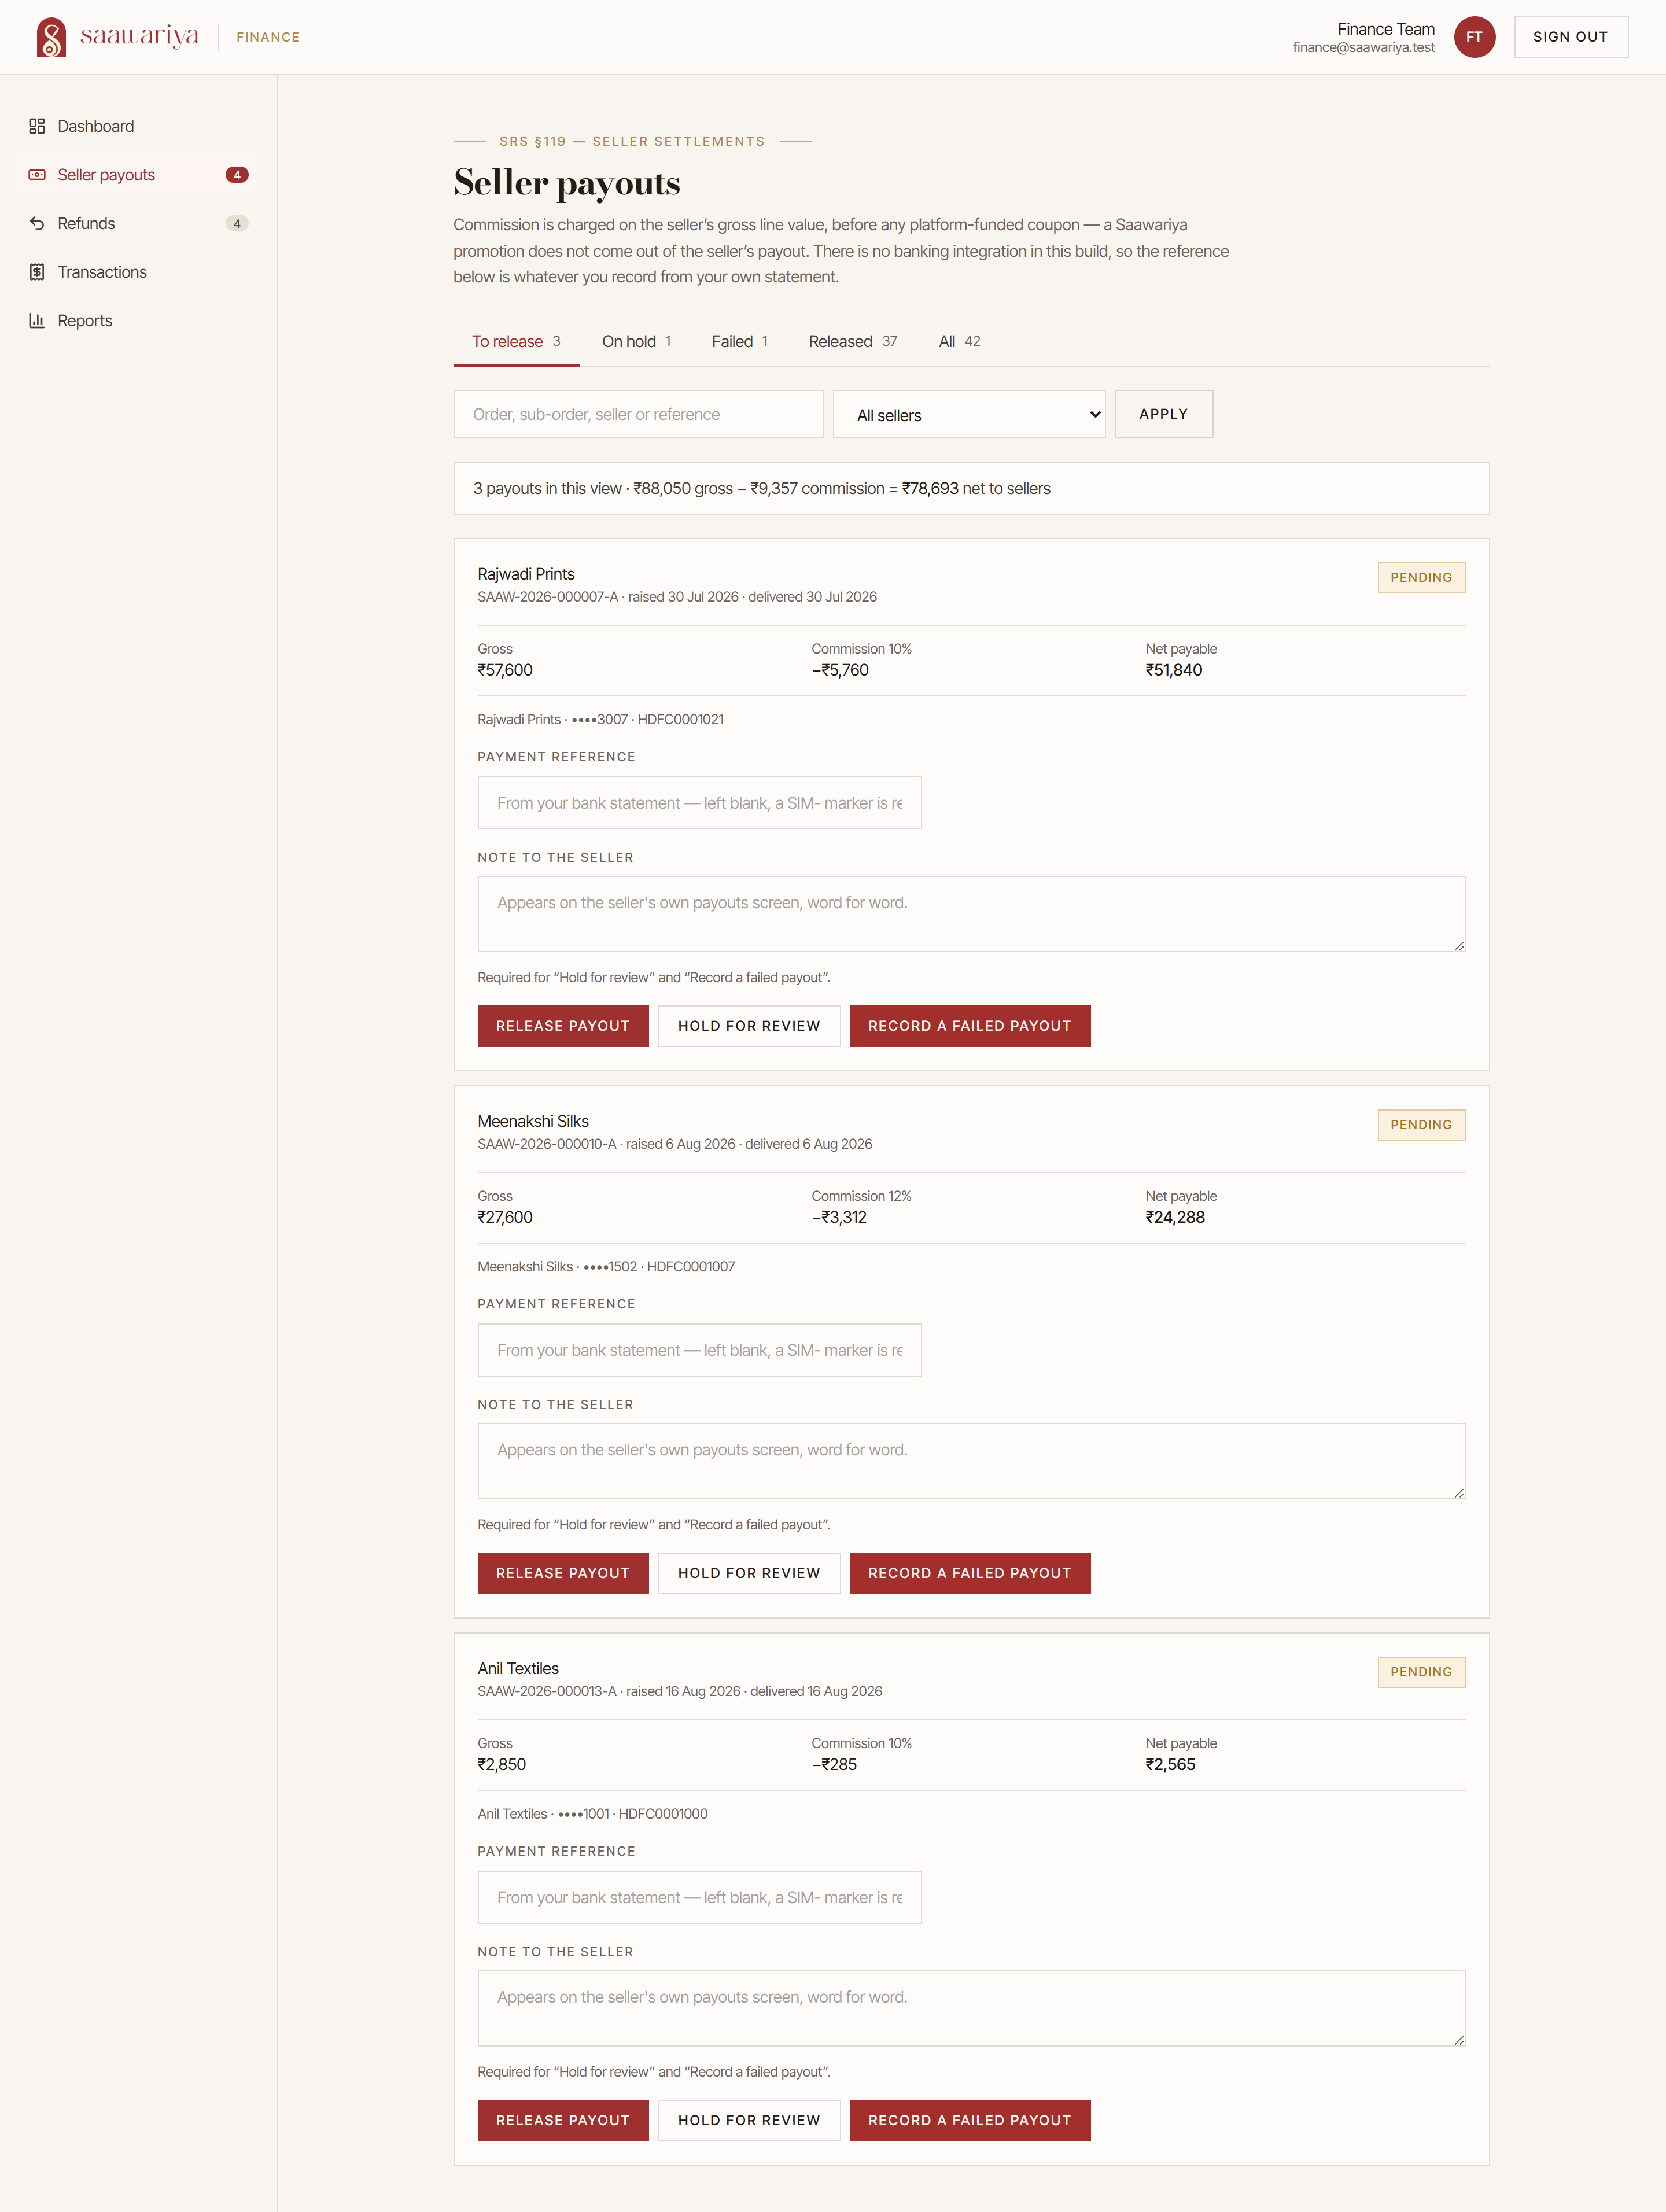 saawariya
FINANCE
Finance Team
finance@saawariya.test
FT
SIGN OUT
Dashboard
Seller payouts 4
Refunds 4
Transactions
Reports
SRS §119 — SELLER SETTLEMENTS
Seller payouts
Commission is charged on the seller’s gross line value, before any platform-funded coupon — a Saawariya
promotion does not come out of the seller’s payout. There is no banking integration in this build, so the reference
below is whatever you record from your own statement.
To release 3 On hold 1 Failed 1 Released 37 All 42
Order, sub-order, seller or reference
All sellers
APPLY
3 payouts in this view · ₹88,050 gross − ₹9,357 commission = ₹78,693 net to sellers
Rajwadi Prints
PENDING
SAAW-2026-000007-A · raised 30 Jul 2026 · delivered 30 Jul 2026
Gross Commission 10% Net payable
₹57,600 −₹5,760 ₹51,840
Rajwadi Prints · ••••3007 · HDFC0001021
PAYMENT REFERENCE
From your bank statement — left blank, a SIM- marker is re
NOTE TO THE SELLER
Appears on the seller's own payouts screen, word for word.
Required for “Hold for review” and “Record a failed payout”.
RELEASE PAYOUT HOLD FOR REVIEW RECORD A FAILED PAYOUT
Meenakshi Silks
PENDING
SAAW-2026-000010-A · raised 6 Aug 2026 · delivered 6 Aug 2026
Gross Commission 12% Net payable
₹27,600 −₹3,312 ₹24,288
Meenakshi Silks · ••••1502 · HDFC0001007
PAYMENT REFERENCE
From your bank statement — left blank, a SIM- marker is re
NOTE TO THE SELLER
Appears on the seller's own payouts screen, word for word.
Required for “Hold for review” and “Record a failed payout”.
RELEASE PAYOUT HOLD FOR REVIEW RECORD A FAILED PAYOUT
Anil Textiles
PENDING
SAAW-2026-000013-A · raised 16 Aug 2026 · delivered 16 Aug 2026
Gross Commission 10% Net payable
₹2,850 −₹285 ₹2,565
Anil Textiles · ••••1001 · HDFC0001000
PAYMENT REFERENCE
From your bank statement — left blank, a SIM- marker is re
NOTE TO THE SELLER
Appears on the seller's own payouts screen, word for word.
Required for “Hold for review” and “Record a failed payout”.
RELEASE PAYOUT HOLD FOR REVIEW RECORD A FAILED PAYOUT